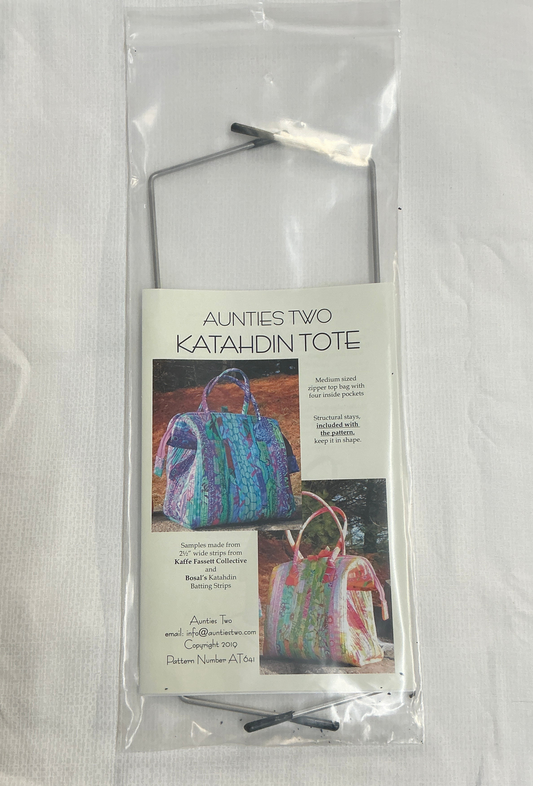 AUNTIES TWO
KATAHDIN TOTE
Medium sized
zipper top bag with
four inside pockets
Structural stays,
included with
the pattern,
keep it in shape.
Samples made from
2½" wide strips from
Kaffe Fassett Collective
and
Bosal's Katahdin
Batting Strips
Aunties Two
email: info@auntiestwo.com
Copyright 2019
Pattern Number AT641